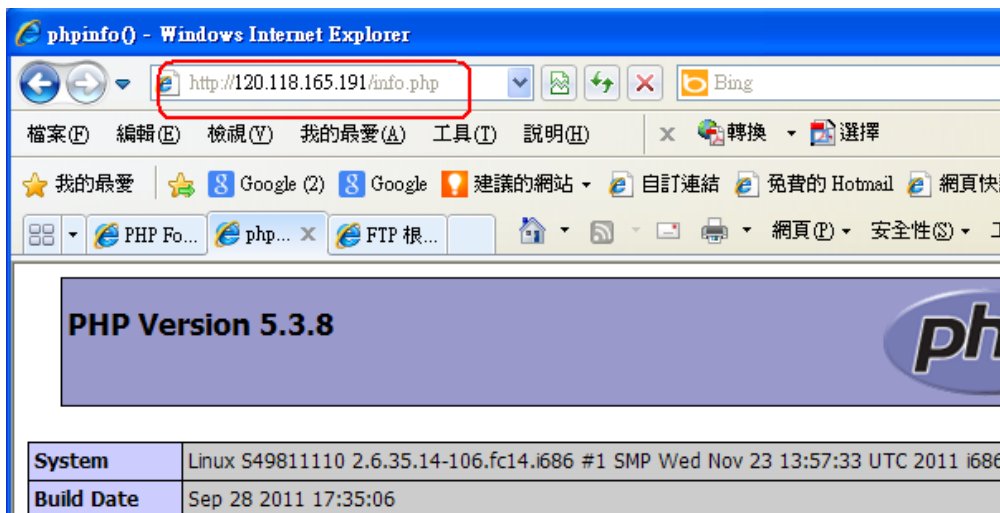 phpinfo() - Windows Internet Explorer
http://120.118.165.191/info.php Bing
檔案(F) 編輯(E) 檢視(V) 我的最愛(A) 工具(T) 說明(H) x 轉換 選擇
我的最愛 Google (2) Google 建議的網站 自訂連結 免費的 Hotmail 網頁快
PHP Fo... php... FTP 根... 網頁(P) 安全性(S)
PHP Version 5.3.8
ph
System Linux S49811110 2.6.35.14-106.fc14.i686 #1 SMP Wed Nov 23 13:57:33 UTC 2011 i686
Build Date Sep 28 2011 17:35:06